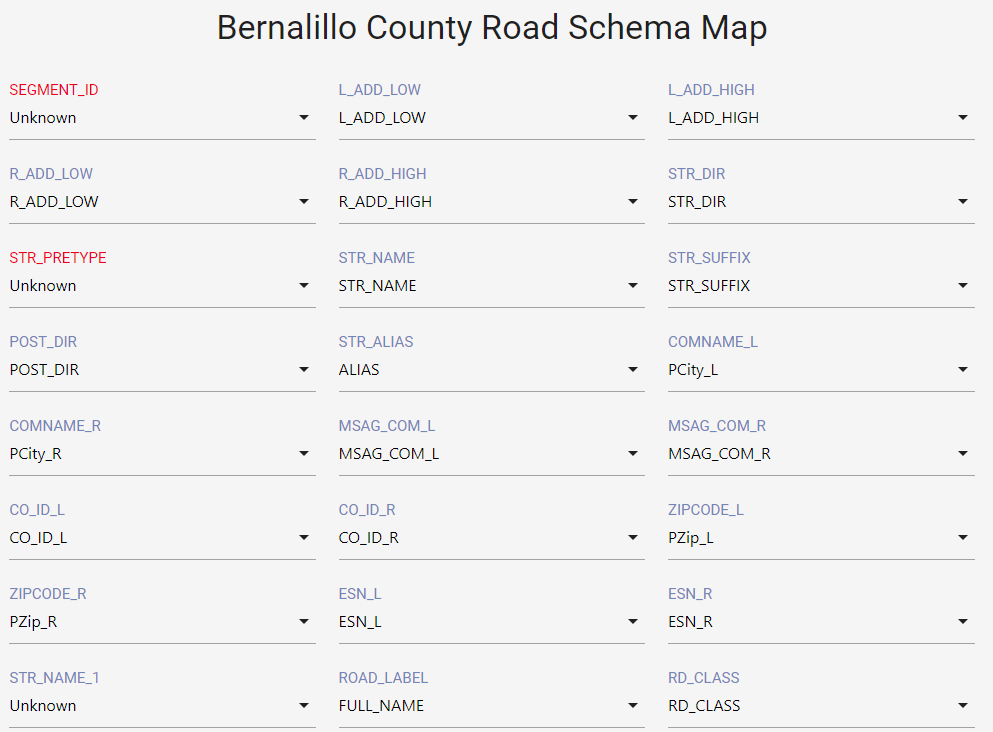 Bernalillo County Road Schema Map
SEGMENT_ID L_ADD_LOW L_ADD_HIGH
Unknown L_ADD_LOW L_ADD_HIGH
R_ADD_LOW R_ADD_HIGH STR_DIR
R_ADD_LOW R_ADD_HIGH STR_DIR
STR_PRETYPE STR_NAME STR_SUFFIX
Unknown STR_NAME STR_SUFFIX
POST_DIR STR_ALIAS COMNAME_L
POST_DIR ALIAS PCity_L
COMNAME_R MSAG_COM_L MSAG_COM_R
PCity_R MSAG_COM_L MSAG_COM_R
CO_ID_L CO_ID_R ZIPCODE_L
CO_ID_L CO_ID_R PZip_L
ZIPCODE_R ESN_L ESN_R
PZip_R ESN_L ESN_R
STR_NAME_1 ROAD_LABEL RD_CLASS
Unknown FULL_NAME RD_CLASS